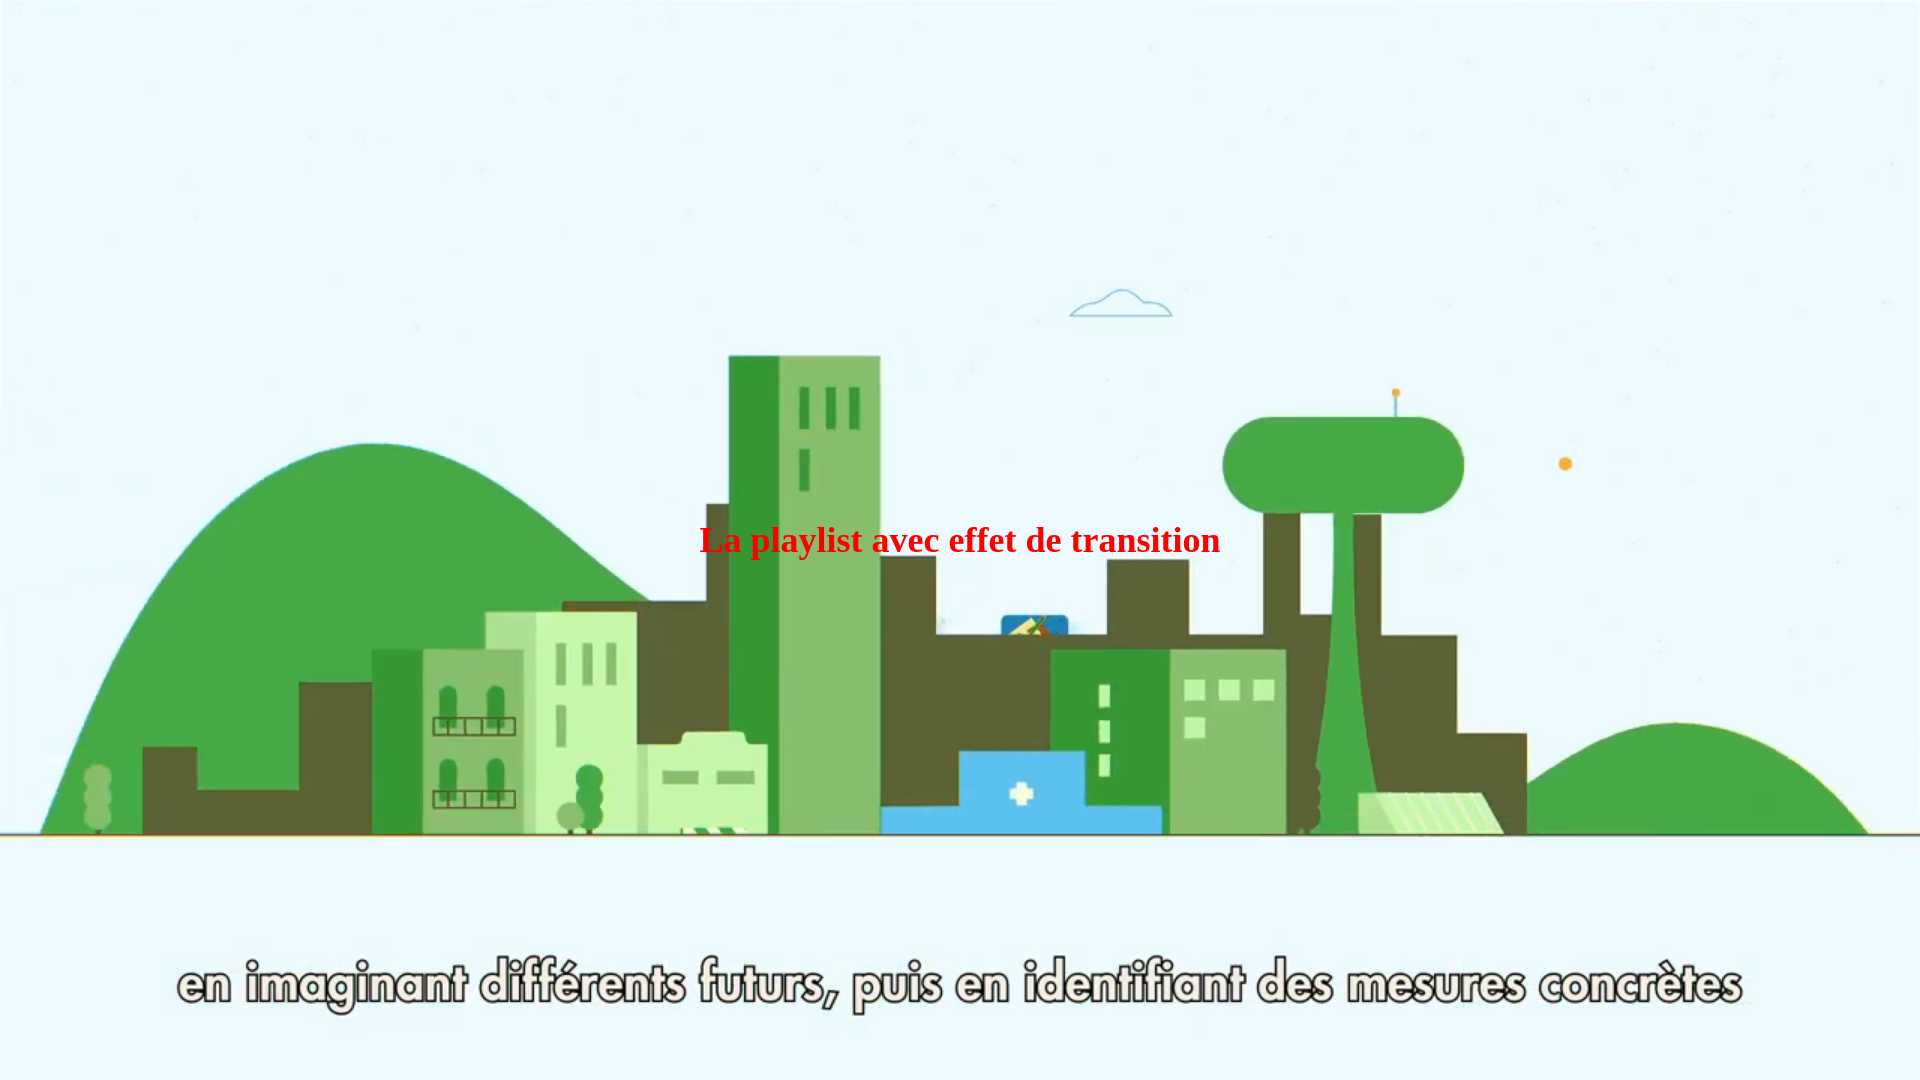 La playlist avec effet de transition
en imaginant différents futurs, puis en identifiant des mesures concrètes